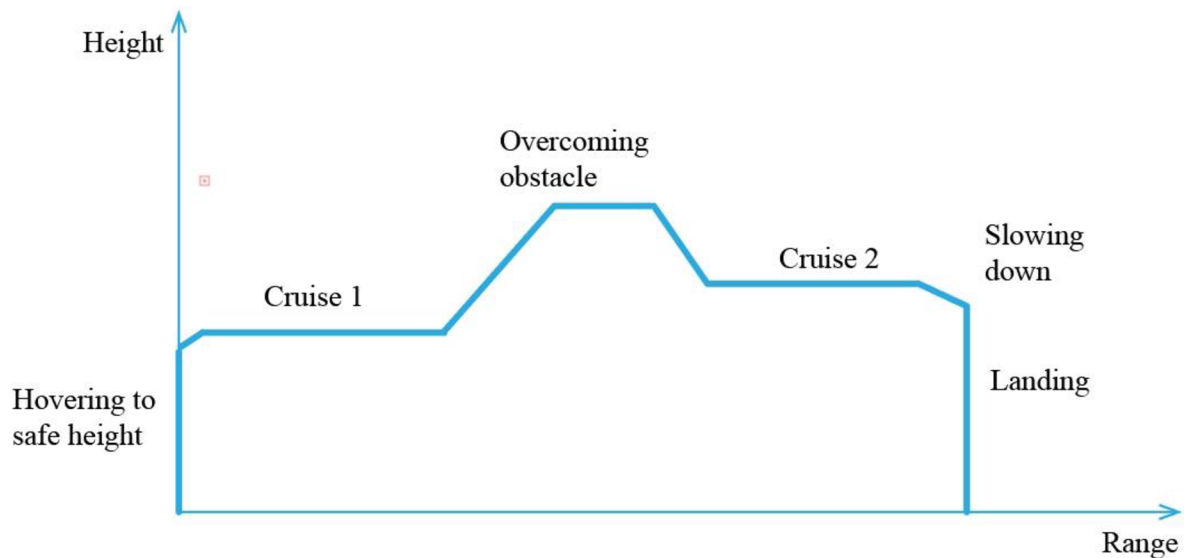 Height
Overcoming
obstacle
Slowing
down
Cruise 2
Cruise 1
Landing
Hovering to
safe height
Range